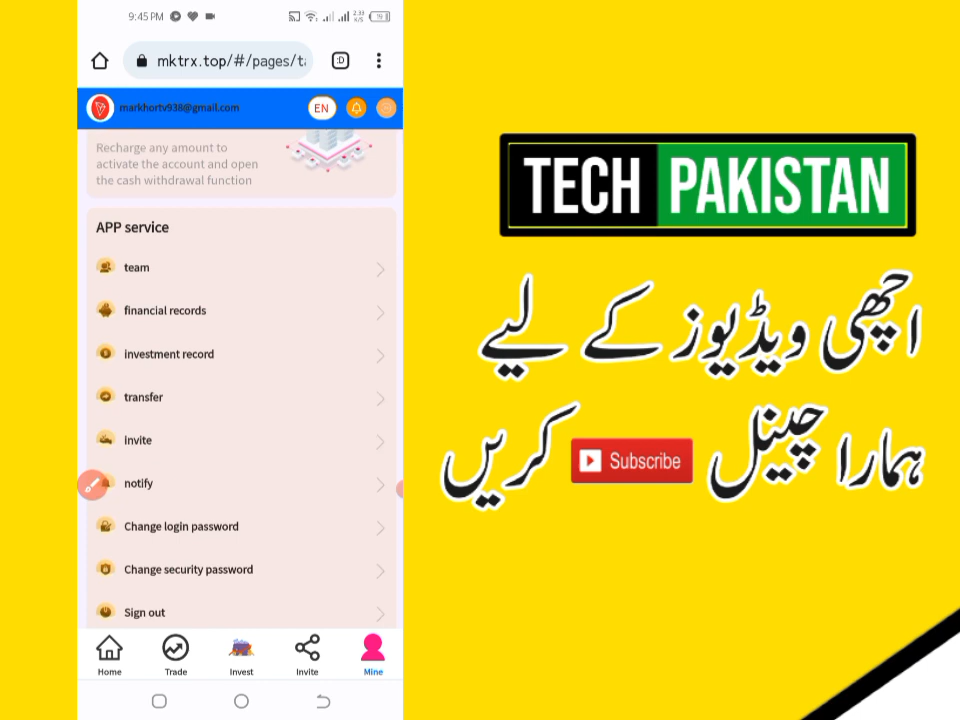 9:45 PM
2.33
K/S
mktrx.top/#/pages/t
:D
markhortv938@gmail.com
EN
Recharge any amount to
activate the account and open
the cash withdrawal function
APP service
team
financial records
investment record
transfer
invite
notify
Change login password
Change security password
Sign out
Home
Trade
Invest
Invite
Mine
TECH PAKISTAN
اچھی ویڈیوز کے لیے
ہمارا چینل Subscribe کریں